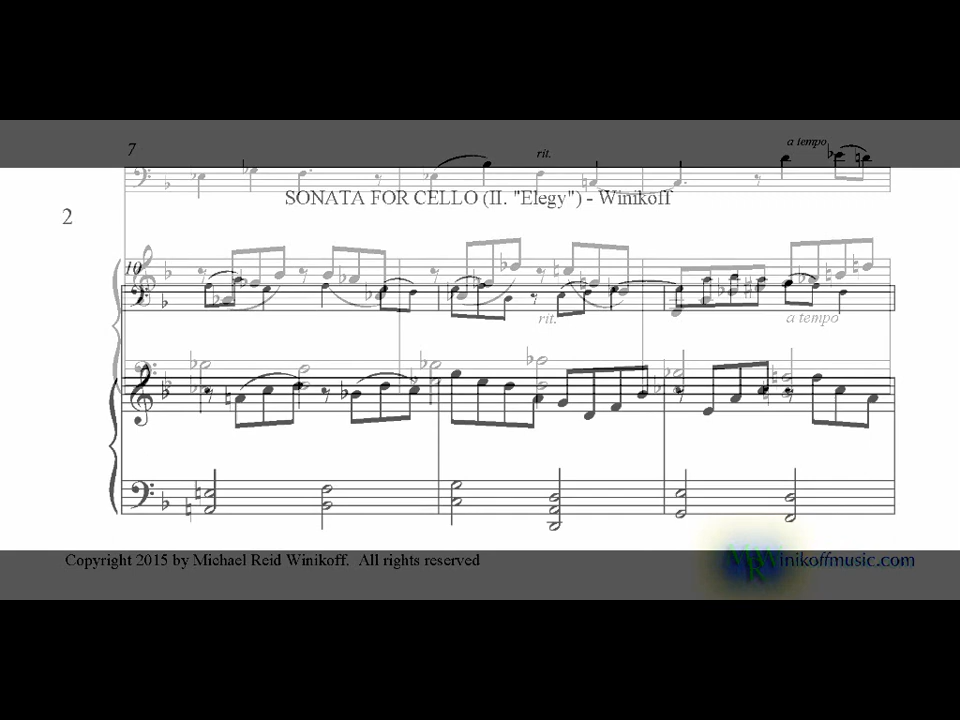 7
rit.
a tempo
SONATA FOR CELLO (II. "Elegy") - Winikoff
2
10
rit.
a tempo
Copyright 2015 by Michael Reid Winikoff. All rights reserved
MRWinikoffmusic.com